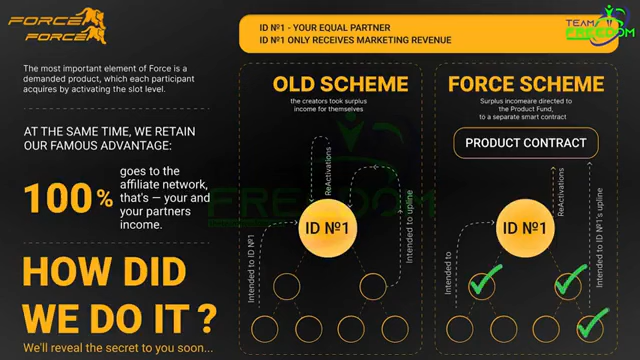 FORCE
FORCE
ID №1 - YOUR EQUAL PARTNER
ID №1 ONLY RECEIVES MARKETING REVENUE
TEAM
FREEDOM
The most important element of Force is a
demanded product, which each participant
acquires by activating the slot level.
AT THE SAME TIME, WE RETAIN
OUR FAMOUS ADVANTAGE:
100%
goes to the
affiliate network,
that's — your and
your partners
income.
HOW DID
WE DO IT ?
We'll reveal the secret to you soon...
OLD SCHEME
the creators took surplus
income for themselves
ReActivations
Intended to upline
ID №1
Intended to ID №1
FORCE SCHEME
Surplus incomeare directed to
the Product Fund,
to a separate smart contract
PRODUCT CONTRACT
ReActivations
Intended to ID №1's upline
ID №1
Intended to
FREEDOM